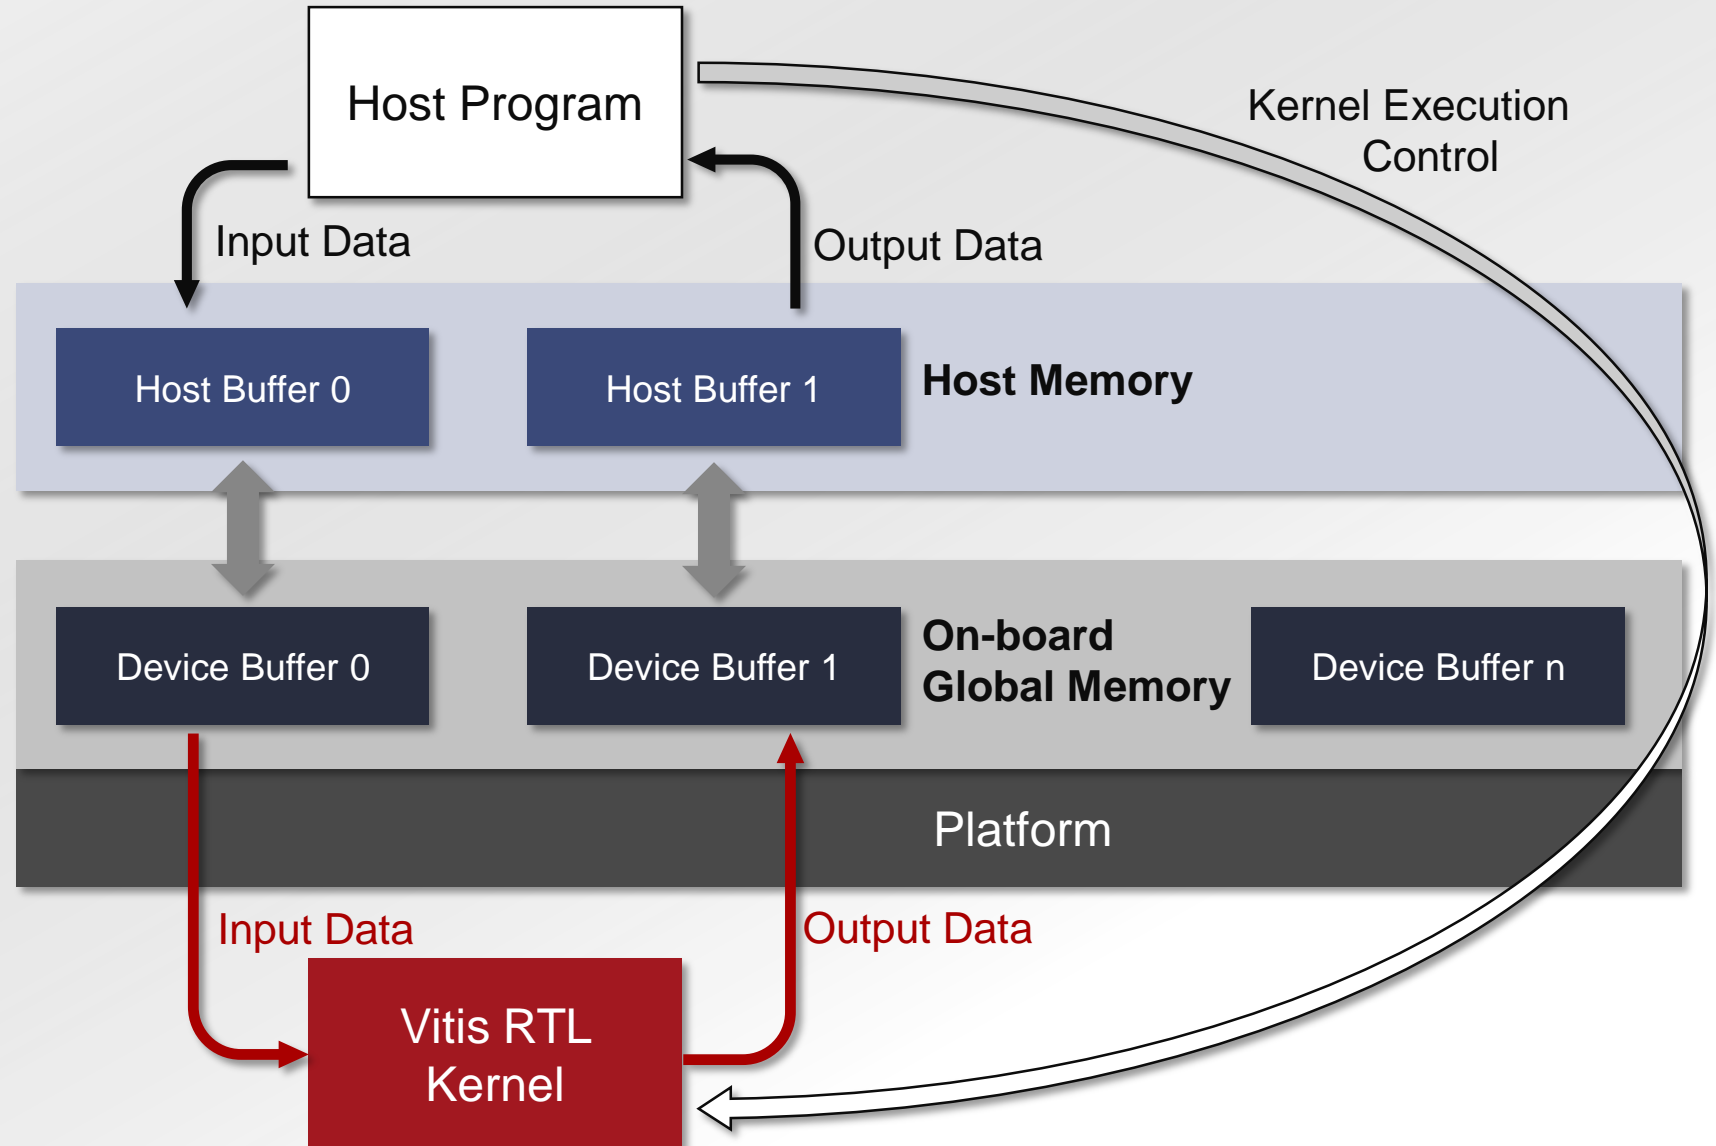 Host Program
Kernel Execution
Control
Input Data
Output Data
Host Buffer 0
Host Buffer 1
Host Memory
Device Buffer 0
Device Buffer 1
On-board
Global Memory
Device Buffer n
Platform
Input Data
Output Data
Vitis RTL
Kernel